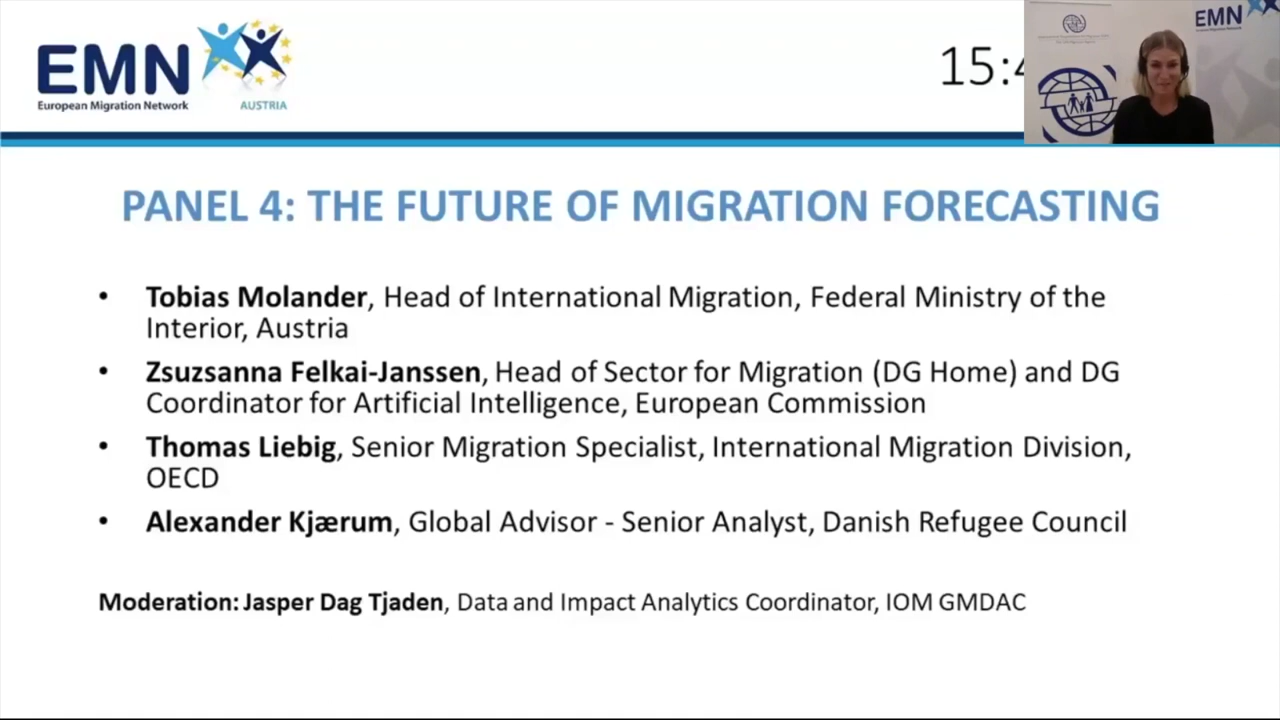 EMN
European Migration Network
AUSTRIA
15:4
EMN
PANEL 4: THE FUTURE OF MIGRATION FORECASTING
• Tobias Molander, Head of International Migration, Federal Ministry of the
Interior, Austria
• Zsuzsanna Felkai-Janssen, Head of Sector for Migration (DG Home) and DG
Coordinator for Artificial Intelligence, European Commission
• Thomas Liebig, Senior Migration Specialist, International Migration Division,
OECD
• Alexander Kjærum, Global Advisor - Senior Analyst, Danish Refugee Council
Moderation: Jasper Dag Tjaden, Data and Impact Analytics Coordinator, IOM GMDAC